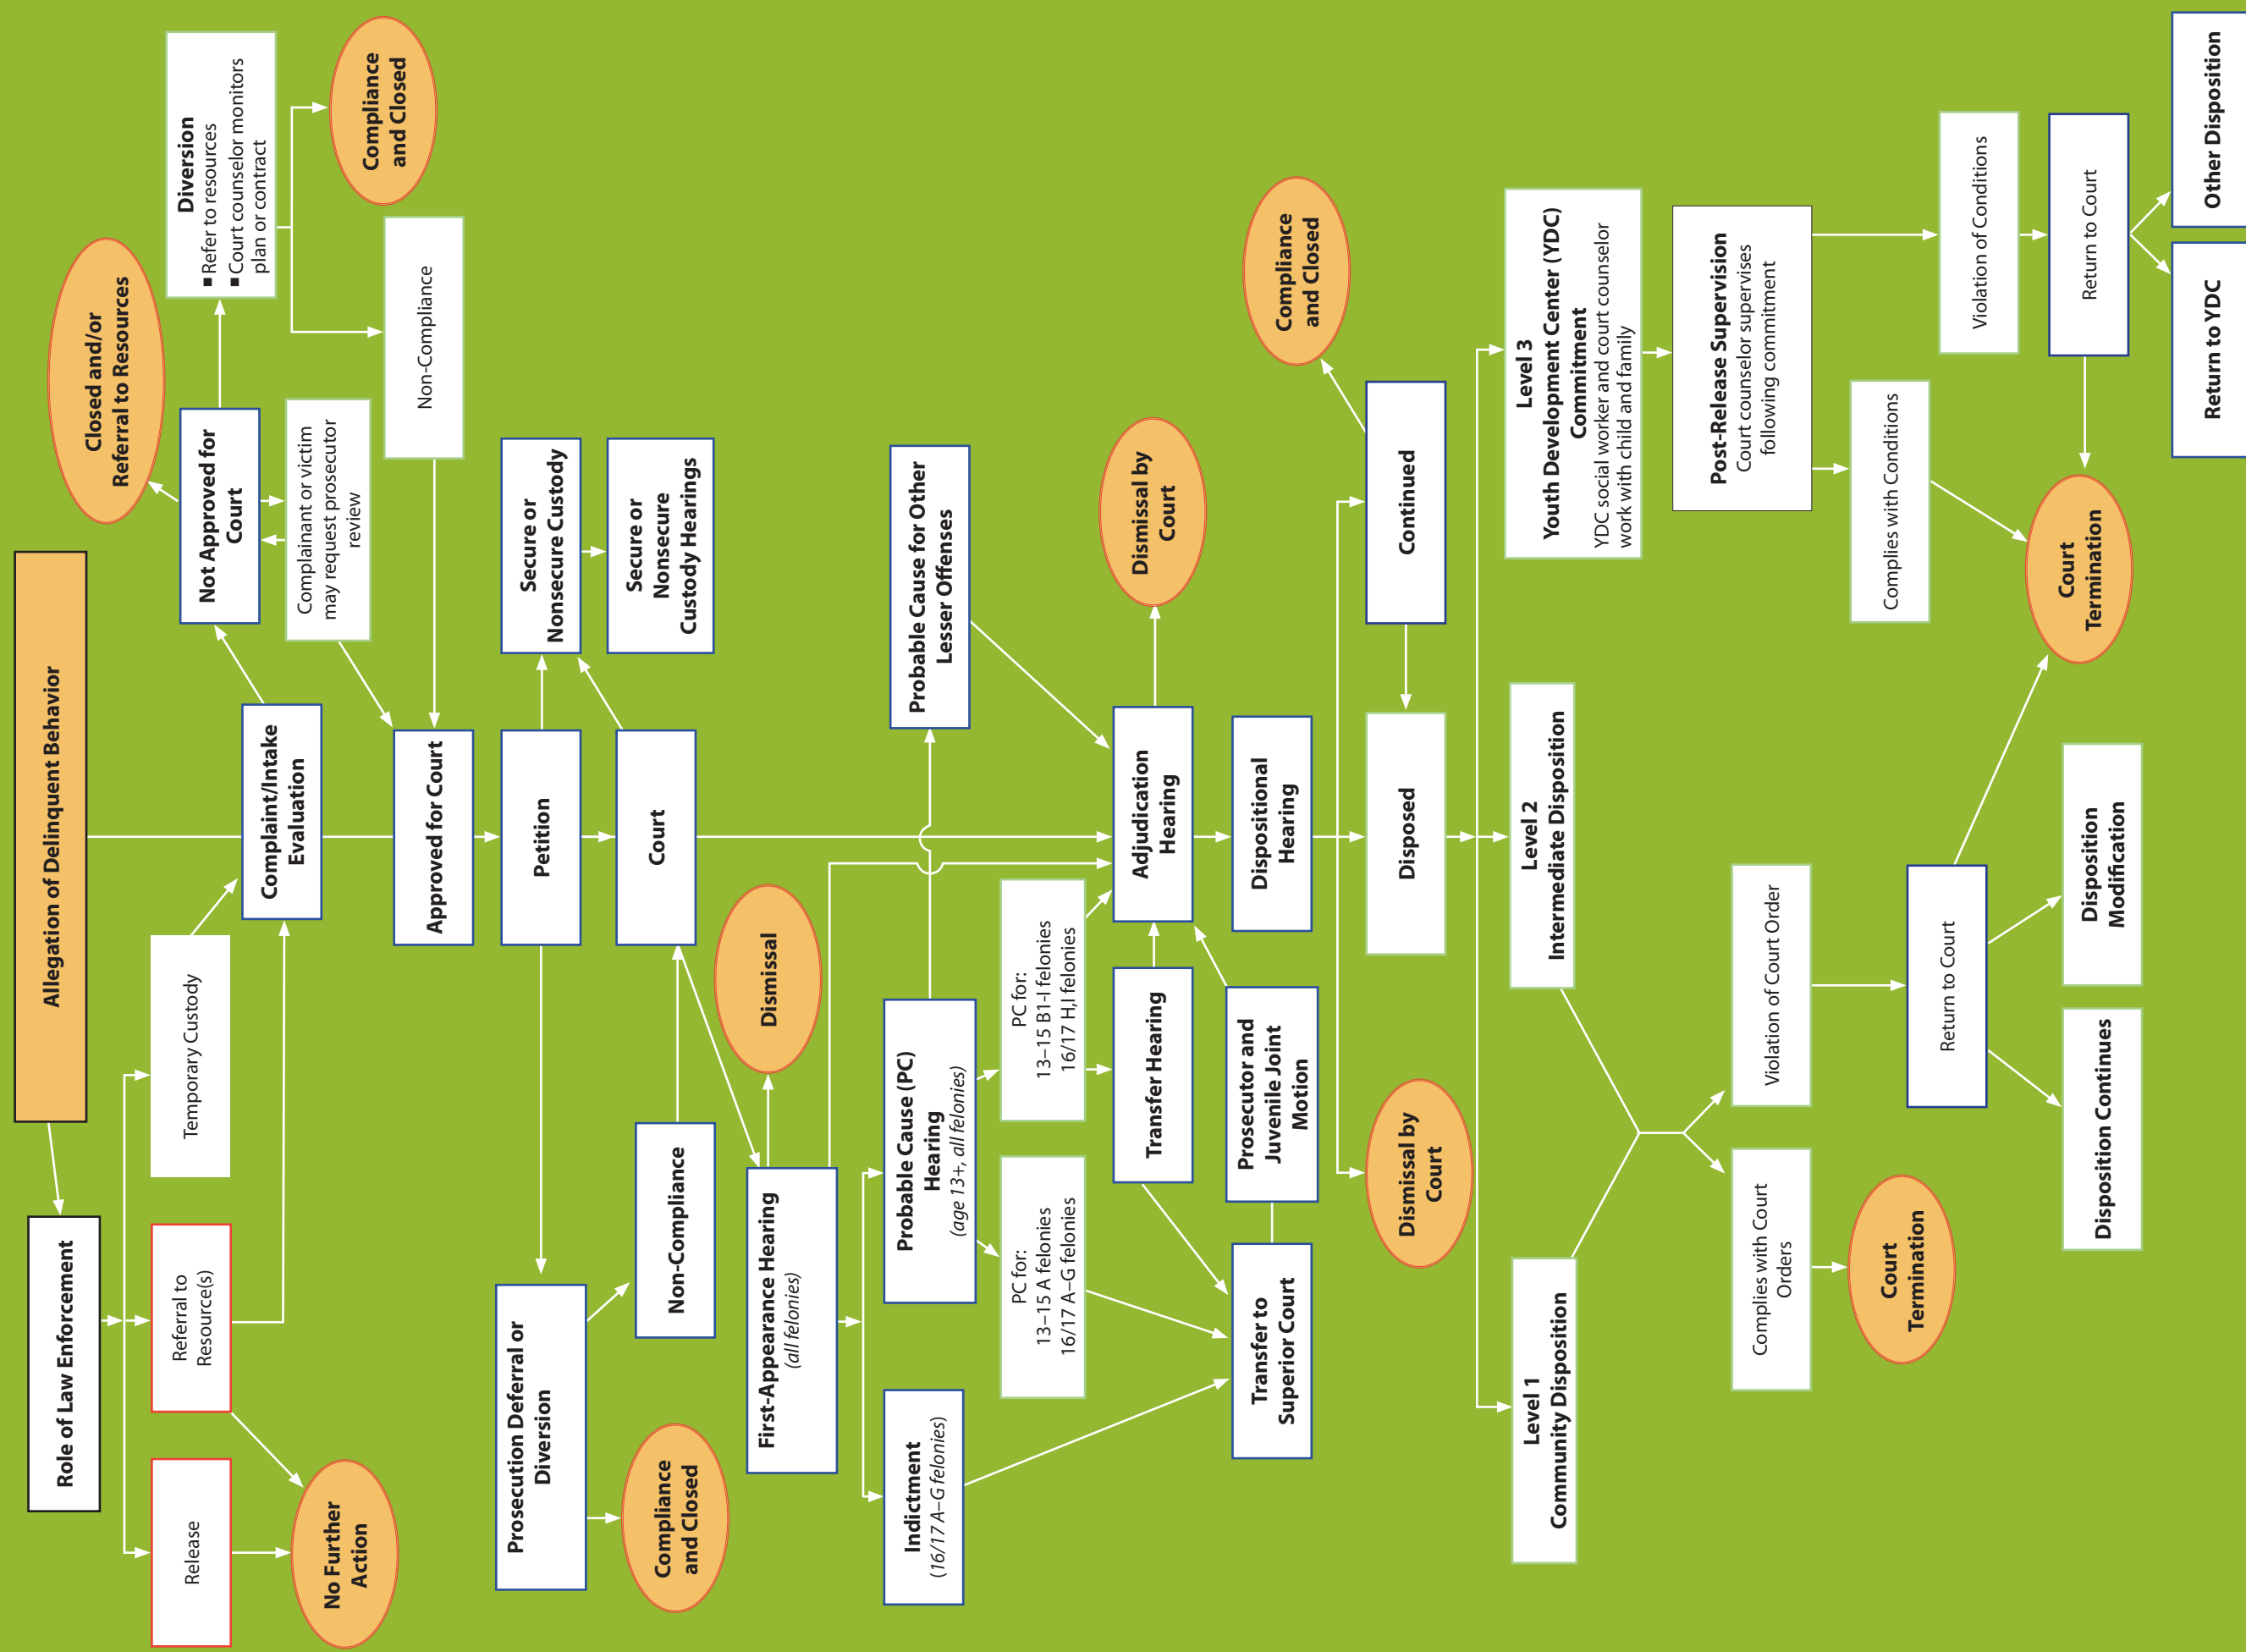 Allegation of Delinquent Behavior
Role of Law Enforcement
Release
Referral to
Resource(s)
Temporary Custody
No Further
Action
Complaint/Intake
Evaluation
Not Approved for
Court
Closed and/or
Referral to Resources
Diversion
■ Refer to resources
■ Court counselor monitors
plan or contract
Complainant or victim
may request prosecutor
review
Compliance
and Closed
Non-Compliance
Approved for Court
Petition
Secure or
Nonsecure Custody
Secure or
Nonsecure
Custody Hearings
Prosecution Deferral or
Diversion
Compliance
and Closed
Non-Compliance
Court
First-Appearance Hearing
(all felonies)
Dismissal
Indictment
(16/17 A–G felonies)
Probable Cause (PC)
Hearing
(age 13+, all felonies)
Probable Cause for Other
Lesser Offenses
PC for:
13–15 A felonies
16/17 A–G felonies
PC for:
13–15 B1-I felonies
16/17 H,I felonies
Transfer Hearing
Adjudication
Hearing
Dismissal by
Court
Transfer to
Superior Court
Prosecutor and
Juvenile Joint
Motion
Dispositional
Hearing
Compliance
and Closed
Dismissal by
Court
Disposed
Continued
Level 1
Community Disposition
Level 2
Intermediate Disposition
Level 3
Youth Development Center (YDC)
Commitment
YDC social worker and court counselor
work with child and family
Post-Release Supervision
Court counselor supervises
following commitment
Complies with Court
Orders
Violation of Court Order
Complies with Conditions
Violation of Conditions
Court
Termination
Return to Court
Court
Termination
Return to Court
Disposition Continues
Disposition
Modification
Return to YDC
Other Disposition